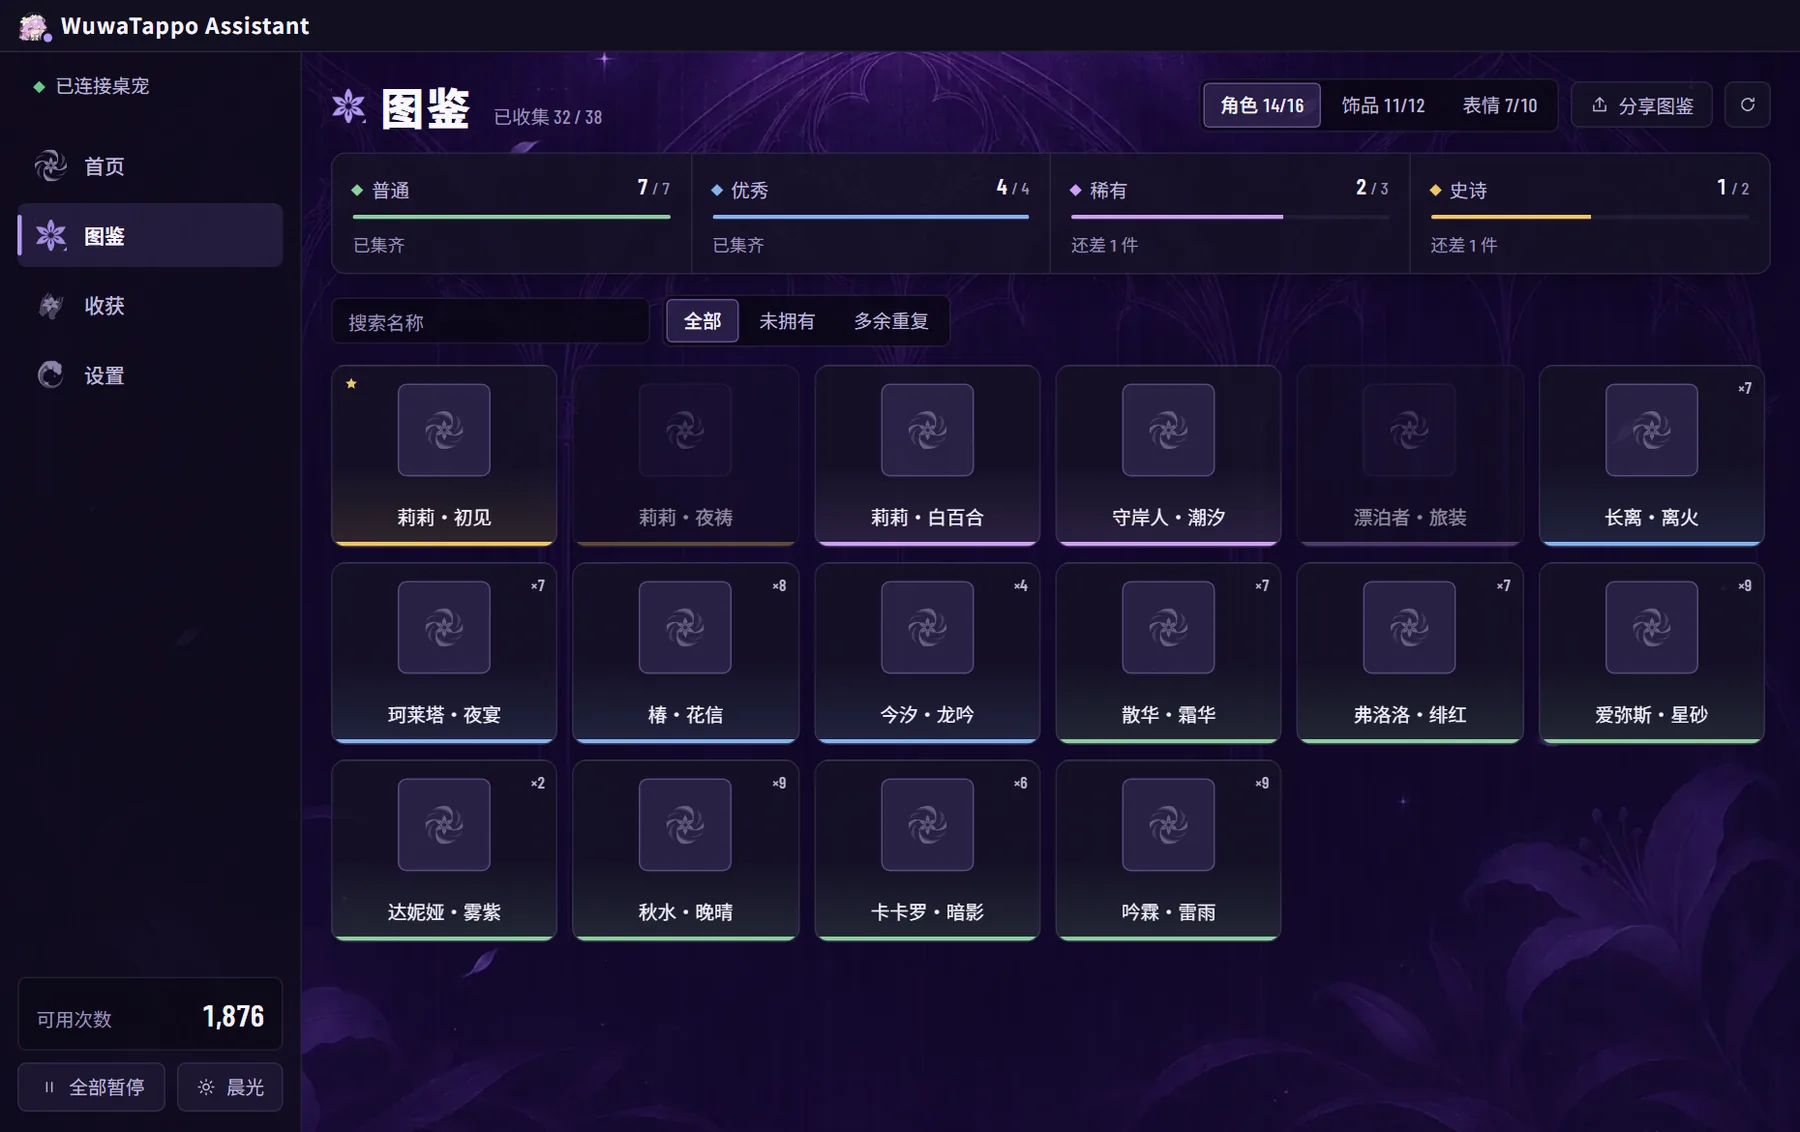 WuwaTappo Assistant
已连接桌宠
首页
图鉴
收获
设置
可用次数 1,876
全部暂停 晨光
图鉴 已收集 32 / 38
角色 14/16 饰品 11/12 表情 7/10 分享图鉴
普通 7 / 7
已集齐
优秀 4 / 4
已集齐
稀有 2 / 3
还差 1 件
史诗 1 / 2
还差 1 件
搜索名称 全部 未拥有 多余重复
莉莉・初见
莉莉・夜祷
莉莉・白百合
守岸人・潮汐
漂泊者・旅装
×7
长离・离火
×7
珂莱塔・夜宴
×8
椿・花信
×4
今汐・龙吟
×7
散华・霜华
×7
弗洛洛・绯红
×9
爱弥斯・星砂
×2
达妮娅・雾紫
×9
秋水・晚晴
×6
卡卡罗・暗影
×9
吟霖・雷雨